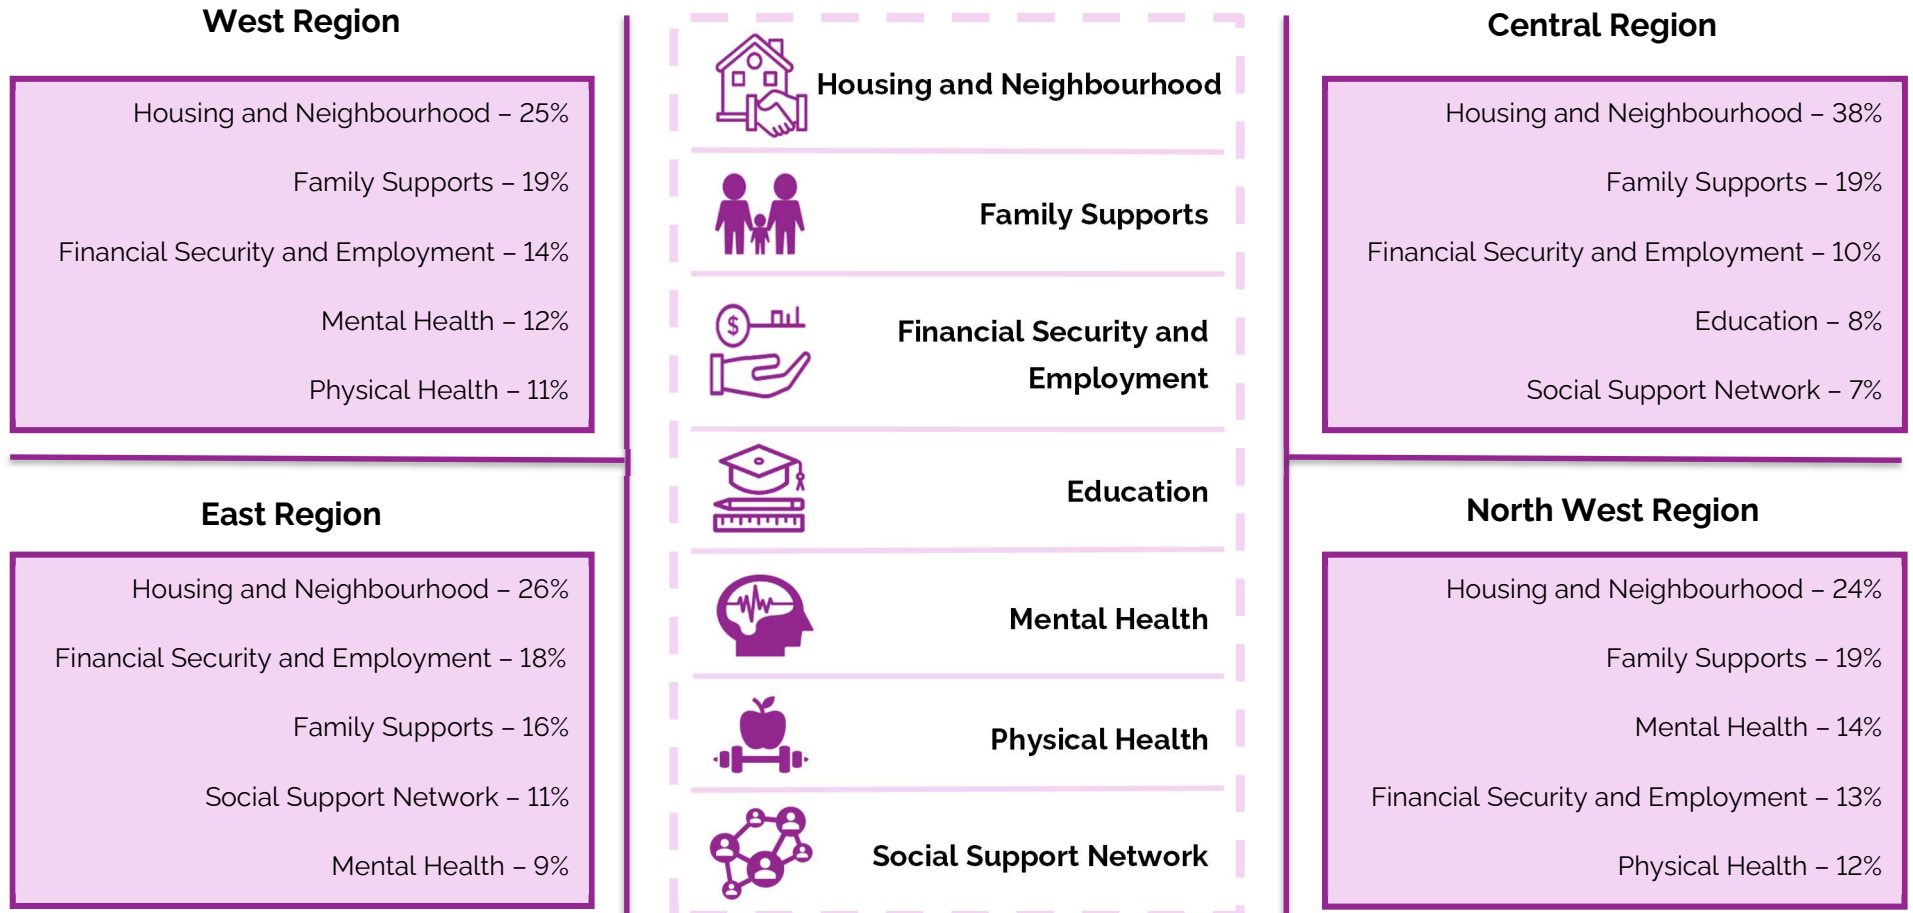 West Region
Housing and Neighbourhood – 25%
Family Supports – 19%
Financial Security and Employment – 14%
Mental Health – 12%
Physical Health – 11%
East Region
Housing and Neighbourhood – 26%
Financial Security and Employment – 18%
Family Supports – 16%
Social Support Network – 11%
Mental Health – 9%
Housing and Neighbourhood
Family Supports
$
Financial Security and
Employment
Education
Mental Health
Physical Health
Social Support Network
Central Region
Housing and Neighbourhood – 38%
Family Supports – 19%
Financial Security and Employment – 10%
Education – 8%
Social Support Network – 7%
North West Region
Housing and Neighbourhood – 24%
Family Supports – 19%
Mental Health – 14%
Financial Security and Employment – 13%
Physical Health – 12%